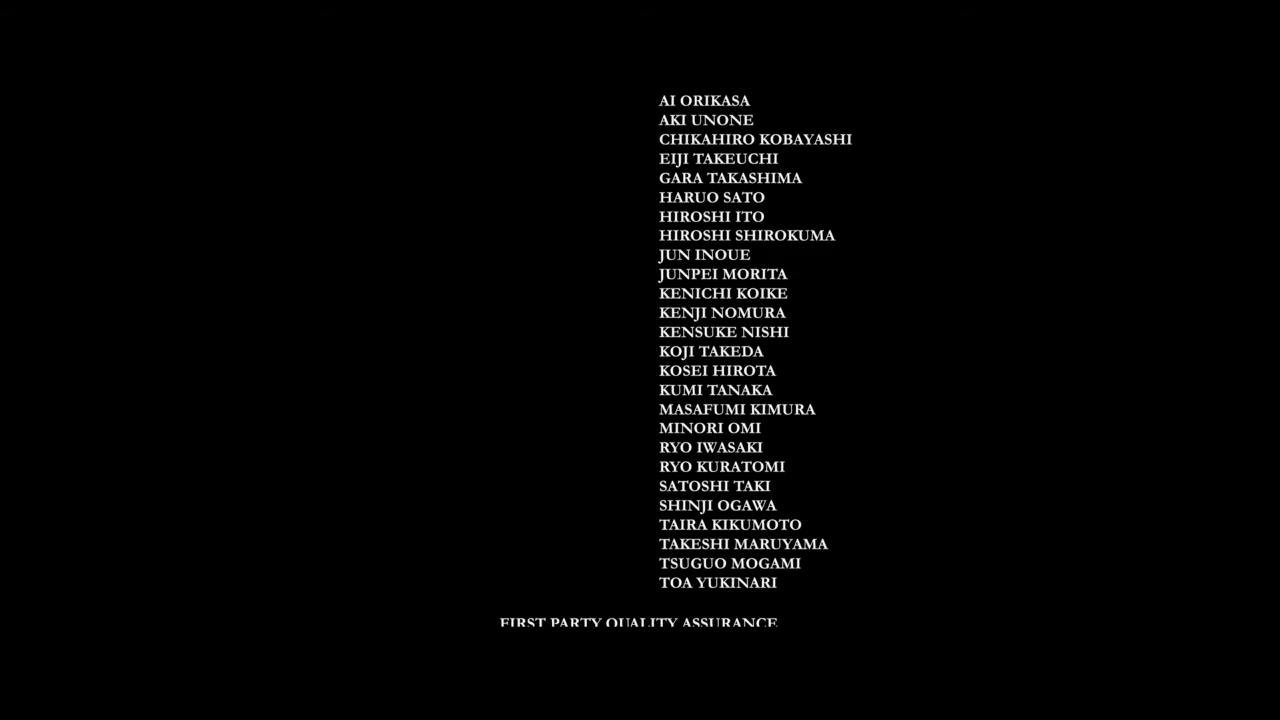 AI ORIKASA
AKI UNONE
CHIKAHIRO KOBAYASHI
EIJI TAKEUCHI
GARA TAKASHIMA
HARUO SATO
HIROSHI ITO
HIROSHI SHIROKUMA
JUN INOUE
JUNPEI MORITA
KENICHI KOIKE
KENJI NOMURA
KENSUKE NISHI
KOJI TAKEDA
KOSEI HIROTA
KUMI TANAKA
MASAFUMI KIMURA
MINORI OMI
RYO IWASAKI
RYO KURATOMI
SATOSHI TAKI
SHINJI OGAWA
TAIRA KIKUMOTO
TAKESHI MARUYAMA
TSUGUO MOGAMI
TOA YUKINARI
FIRST PARTY QUALITY ASSURANCE